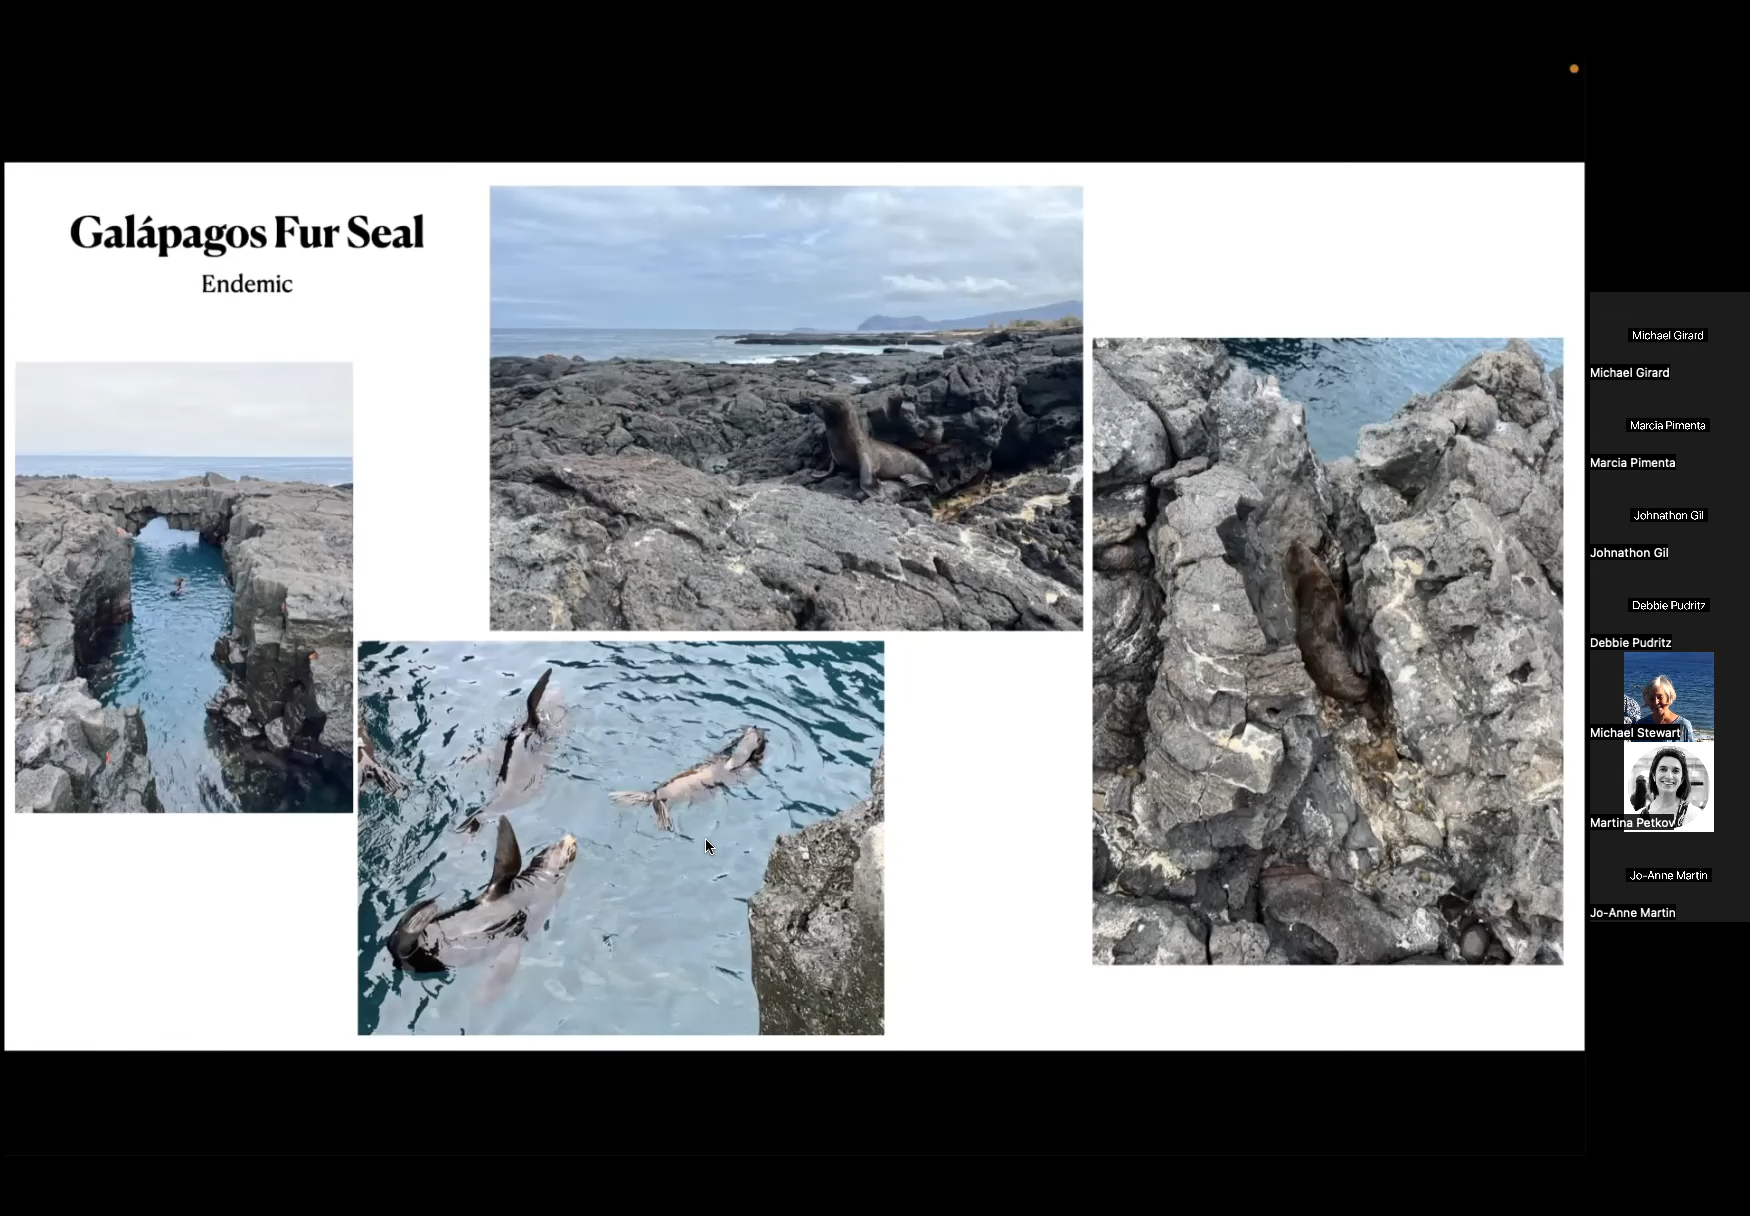 Galápagos Fur Seal
Endemic
Michael Girard
Michael Girard
Marcia Pimenta
Marcia Pimenta
Johnathon Gil
Johnathon Gil
Debbie Pudritz
Debbie Pudritz
Michael Stewart
Martina Petkov
Jo-Anne Martin
Jo-Anne Martin